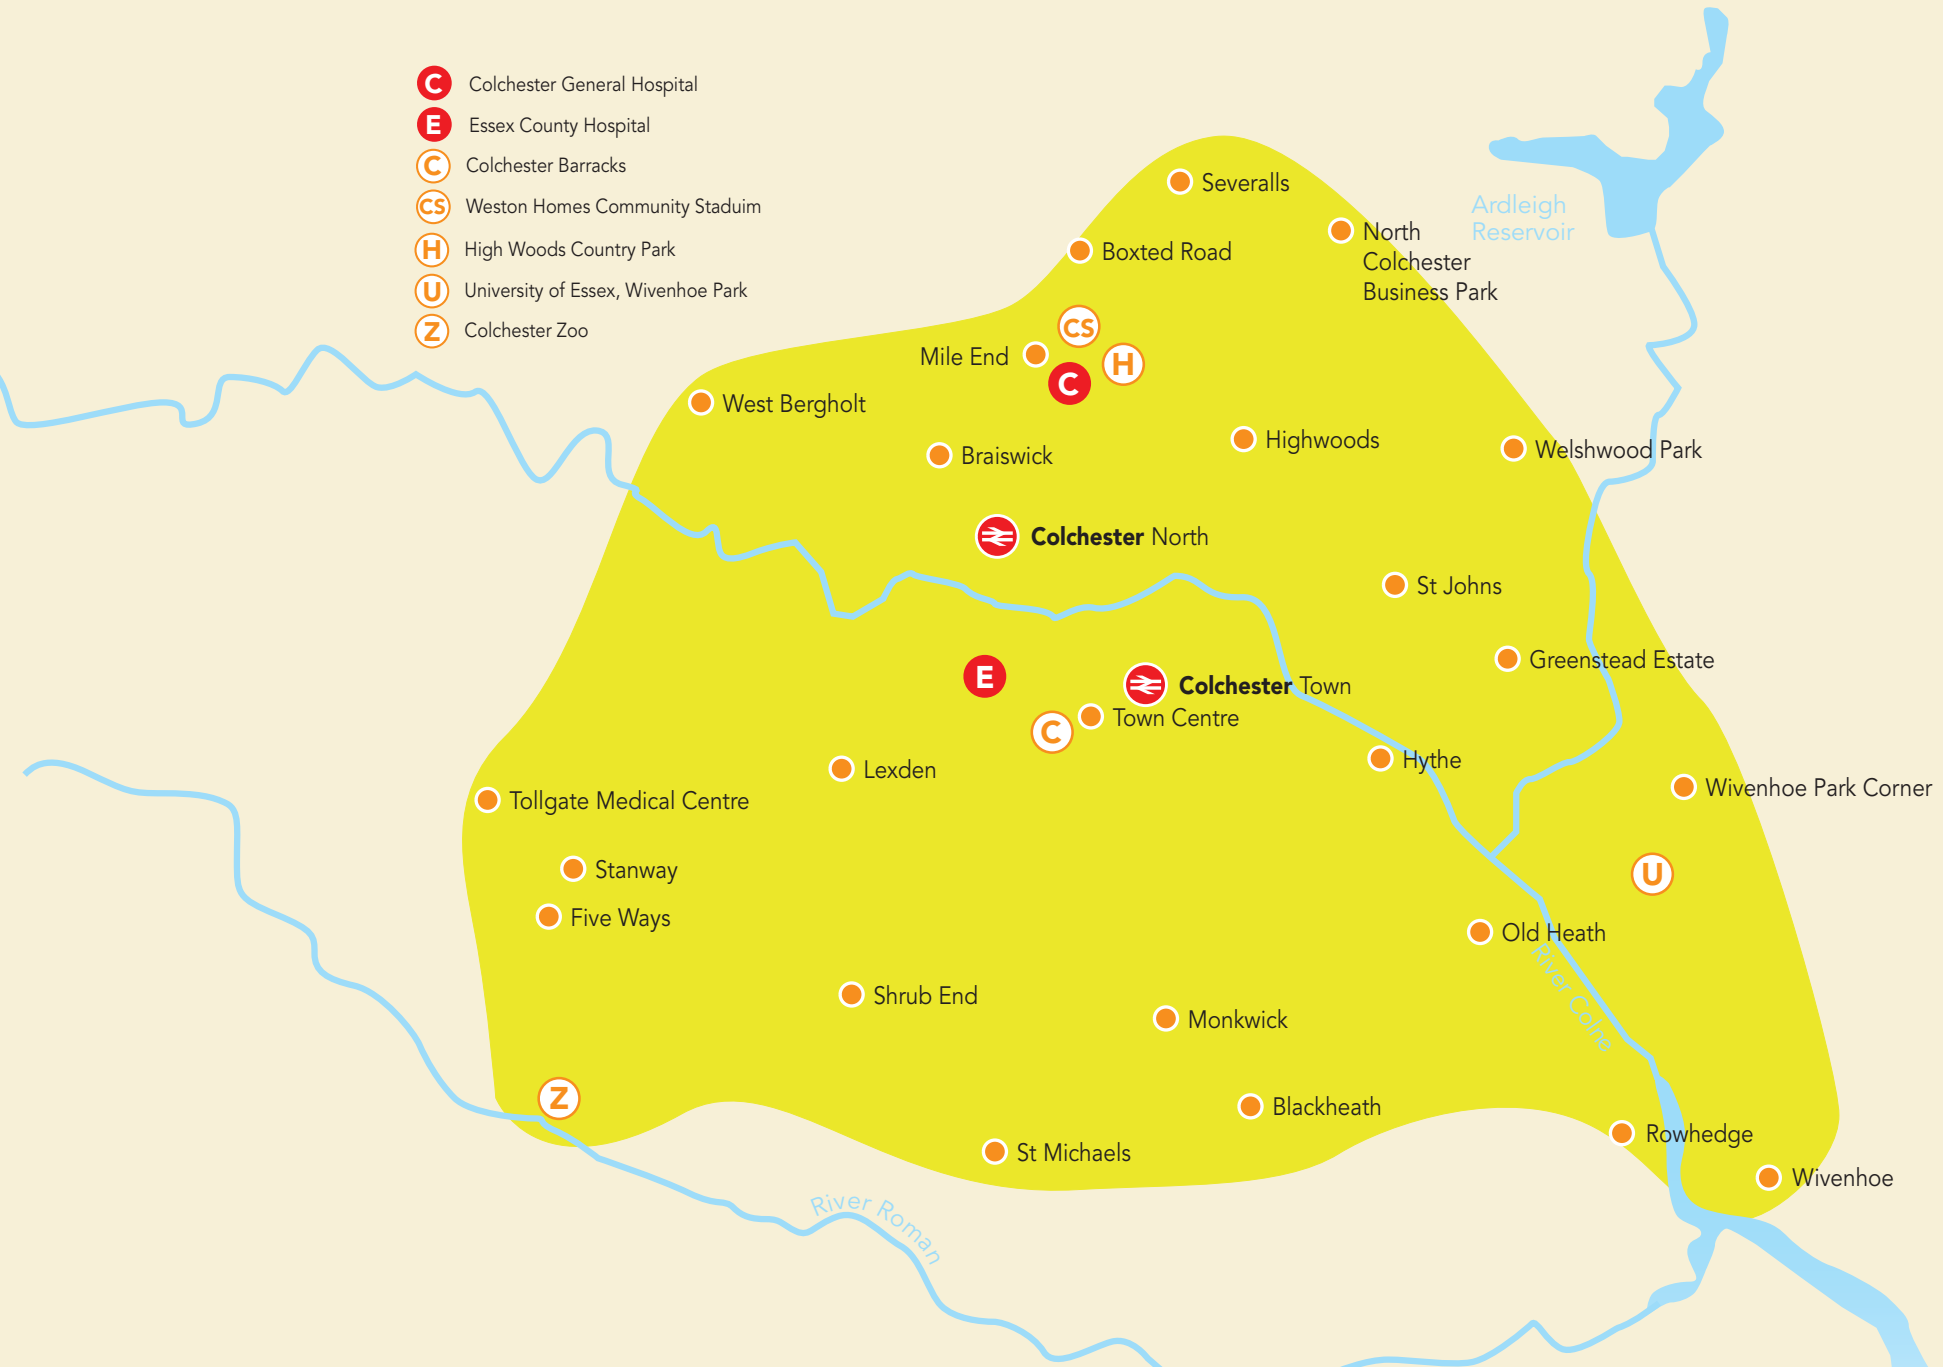 C Colchester General Hospital
E Essex County Hospital
C Colchester Barracks
CS Weston Homes Community Staduim
H High Woods Country Park
U University of Essex, Wivenhoe Park
Z Colchester Zoo
Severalls
Ardleigh
Reservoir
North
Colchester
Business Park
Boxted Road
CS
Mile End
H
C
West Bergholt
Highwoods
Welshwood Park
Braiswick
Colchester North
St Johns
Greenstead Estate
E
Colchester Town
Town Centre
C
Hythe
Lexden
Wivenhoe Park Corner
Tollgate Medical Centre
Stanway
U
Five Ways
Old Heath
River Colne
Shrub End
Monkwick
Z
Blackheath
Rowhedge
St Michaels
Wivenhoe
River Roman